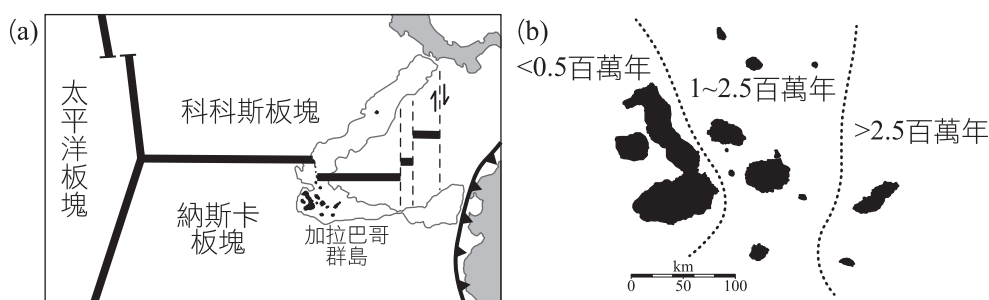 (a)
太平洋板塊
科科斯板塊
納斯卡
板塊
加拉巴哥
群島
(b)
<0.5百萬年
1~2.5百萬年
>2.5百萬年
km
0 50 100